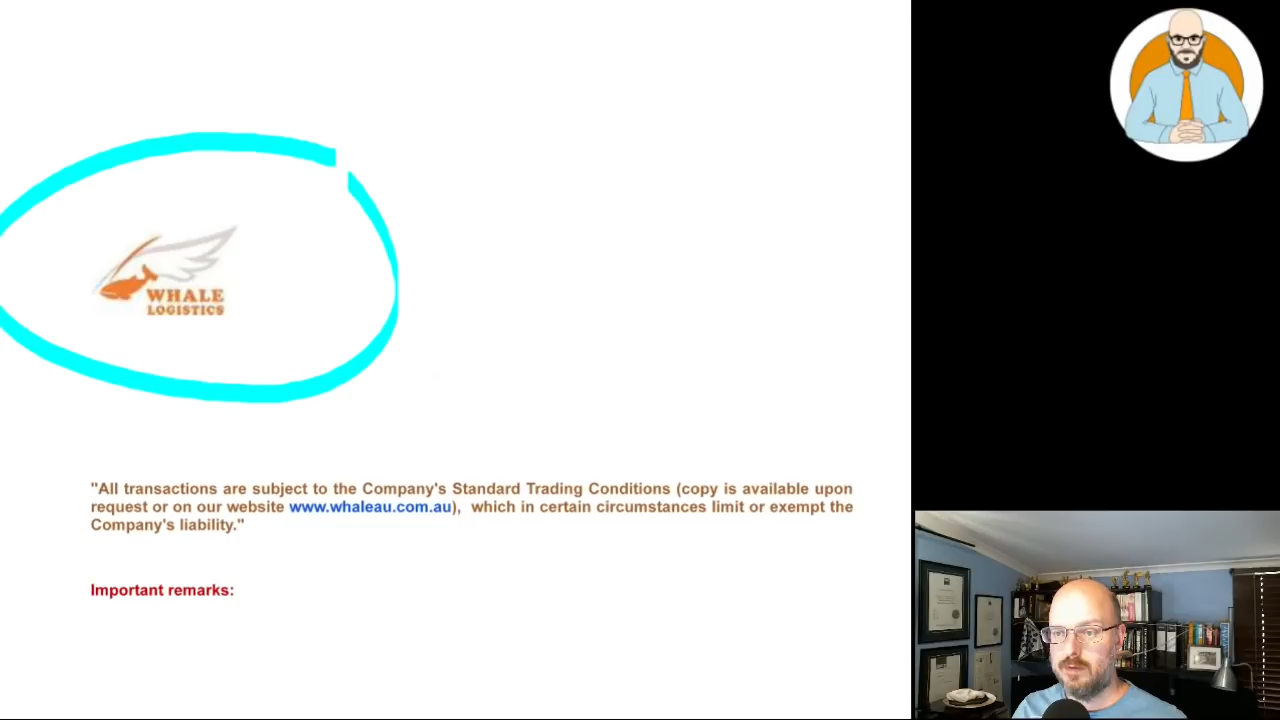 WHALE
LOGISTICS
"All transactions are subject to the Company's Standard Trading Conditions (copy is available upon
request or on our website www.whaleau.com.au), which in certain circumstances limit or exempt the
Company's liability."
Important remarks: